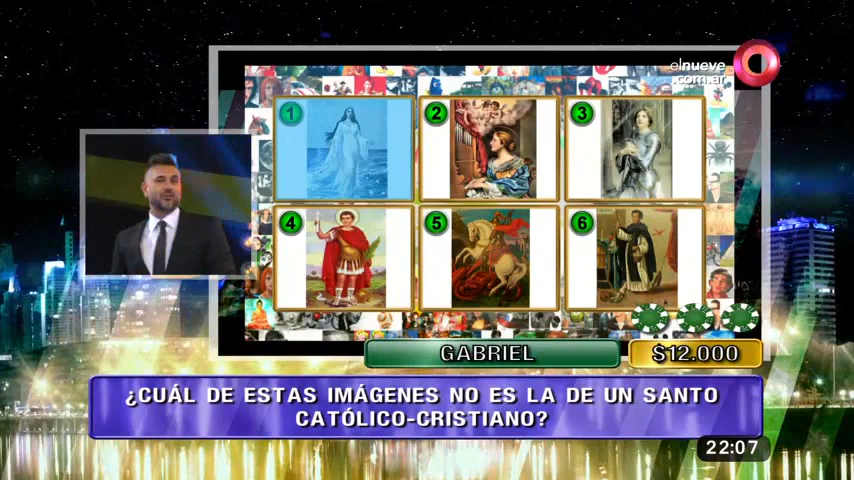 elnueve
.com.ar
1
2
3
4
5
6
GABRIEL
$12.000
¿CUÁL DE ESTAS IMÁGENES NO ES LA DE UN SANTO
CATÓLICO-CRISTIANO?
22:07